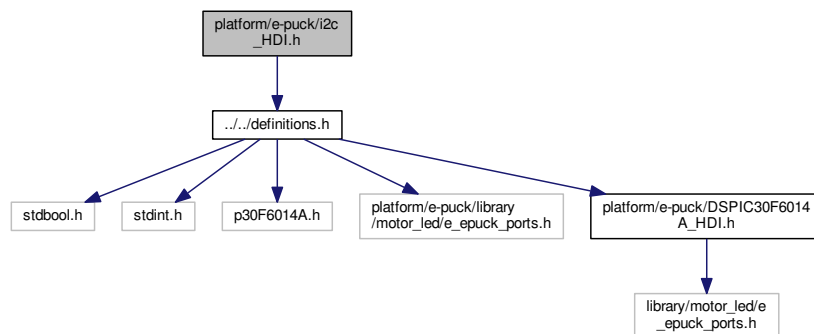 platform/e-puck/i2c
_HDI.h
../../definitions.h
stdbool.h
stdint.h
p30F6014A.h
platform/e-puck/library
/motor_led/e_epuck_ports.h
platform/e-puck/DSPIC30F6014
A_HDI.h
library/motor_led/e
_epuck_ports.h